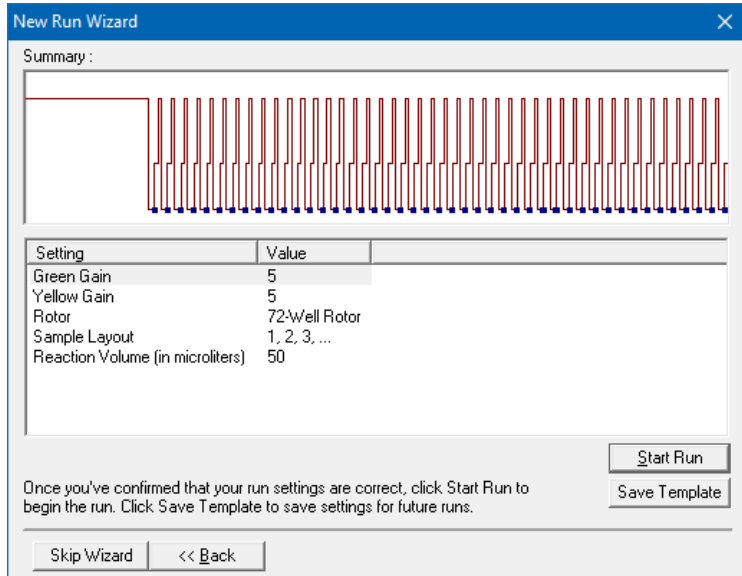 New Run Wizard
Summary :
Setting Value
Green Gain 5
Yellow Gain 5
Rotor 72-Well Rotor
Sample Layout 1, 2, 3, ...
Reaction Volume (in microliters) 50
Start Run
Once you've confirmed that your run settings are correct, click Start Run to
begin the run. Click Save Template to save settings for future runs.
Save Template
Skip Wizard << Back